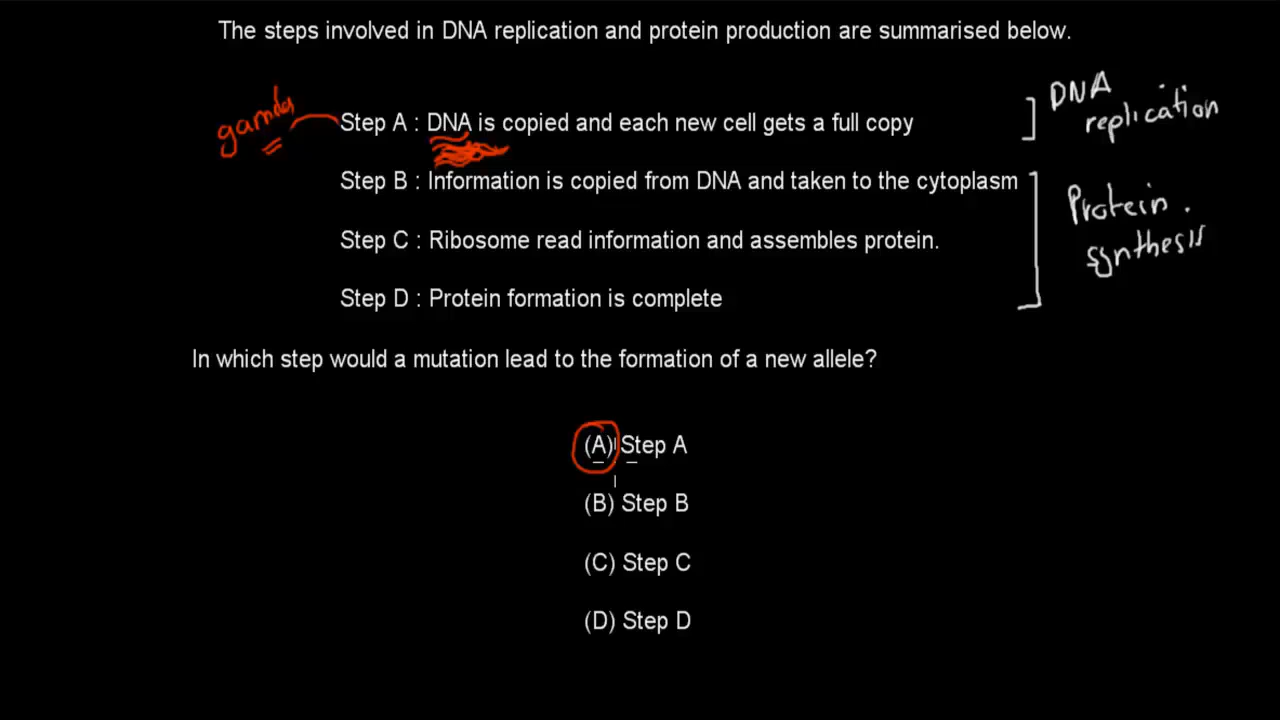 The steps involved in DNA replication and protein production are summarised below.
Step A : DNA is copied and each new cell gets a full copy
DNA
replication
Step B : Information is copied from DNA and taken to the cytoplasm
Protein
synthesis
Step C : Ribosome read information and assembles protein.
Step D : Protein formation is complete
In which step would a mutation lead to the formation of a new allele?
(A) Step A
(B) Step B
(C) Step C
(D) Step D